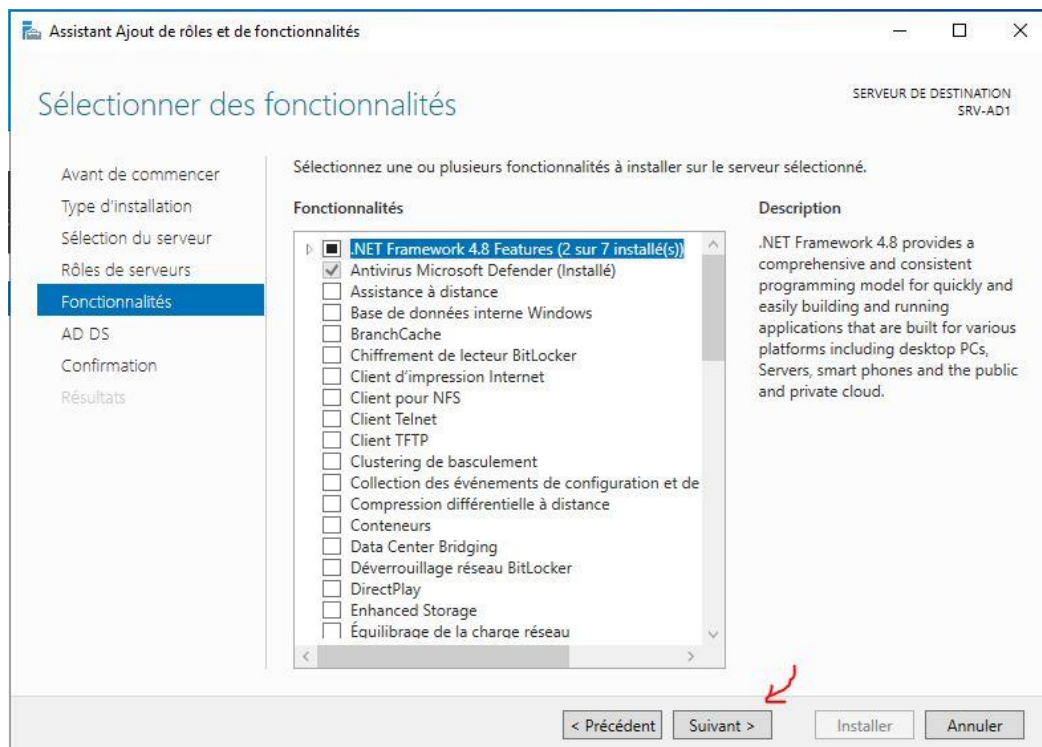 Assistant Ajout de rôles et de fonctionnalités
Sélectionner des fonctionnalités
SERVEUR DE DESTINATION
SRV-AD1
Avant de commencer
Type d'installation
Sélection du serveur
Rôles de serveurs
Fonctionnalités
AD DS
Confirmation
Résultats
Sélectionnez une ou plusieurs fonctionnalités à installer sur le serveur sélectionné.
Fonctionnalités
.NET Framework 4.8 Features (2 sur 7 installé(s))
Antivirus Microsoft Defender (Installé)
Assistance à distance
Base de données interne Windows
BranchCache
Chiffrement de lecteur BitLocker
Client d'impression Internet
Client pour NFS
Client Telnet
Client TFTP
Clustering de basculement
Collection des événements de configuration et de
Compression différentielle à distance
Conteneurs
Data Center Bridging
Déverrouillage réseau BitLocker
DirectPlay
Enhanced Storage
Équilibrage de la charge réseau
Description
.NET Framework 4.8 provides a
comprehensive and consistent
programming model for quickly and
easily building and running
applications that are built for various
platforms including desktop PCs,
Servers, smart phones and the public
and private cloud.
< Précédent
Suivant >
Installer
Annuler